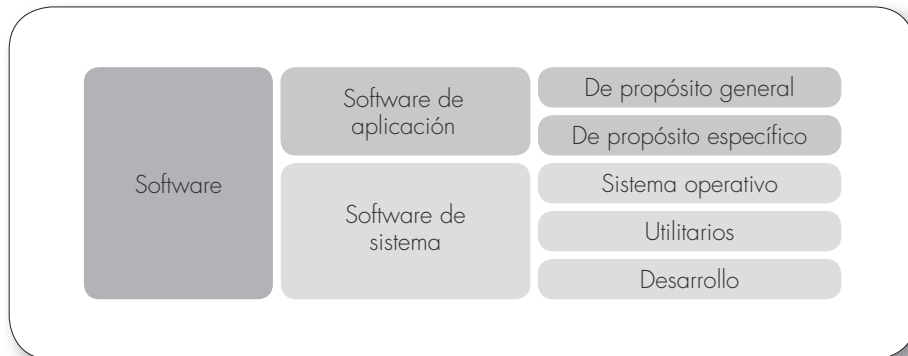 Software
Software de
aplicación
De propósito general
De propósito específico
Software de
sistema
Sistema operativo
Utilitarios
Desarrollo